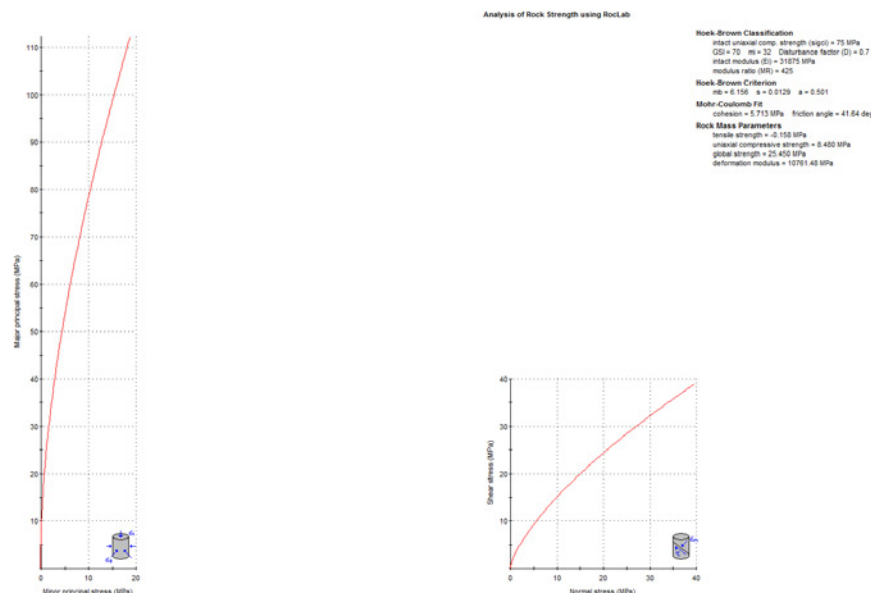 Analysis of Rock Strength using RocLab
Hoek-Brown Classification
intact uniaxial comp. strength (sigci) = 75 MPa
GSI = 70 mi = 32 Disturbance factor (D) = 0.7
intact modulus (Ei) = 31875 MPa
modulus ratio (MR) = 425
Hoek-Brown Criterion
mb = 6.156 s = 0.0129 a = 0.501
Mohr-Coulomb Fit
cohesion = 5.713 MPa friction angle = 41.64 deg
Rock Mass Parameters
tensile strength = -0.158 MPa
uniaxial compressive strength = 8.480 MPa
global strength = 25.450 MPa
deformation modulus = 10761.48 MPa
Major principal stress (MPa)
110
100
90
80
70
60
50
40
30
20
10
0 10 20
Minor principal stress (MPa)
Shear stress (MPa)
40
30
20
10
0 10 20 30 40
Normal stress (MPa)